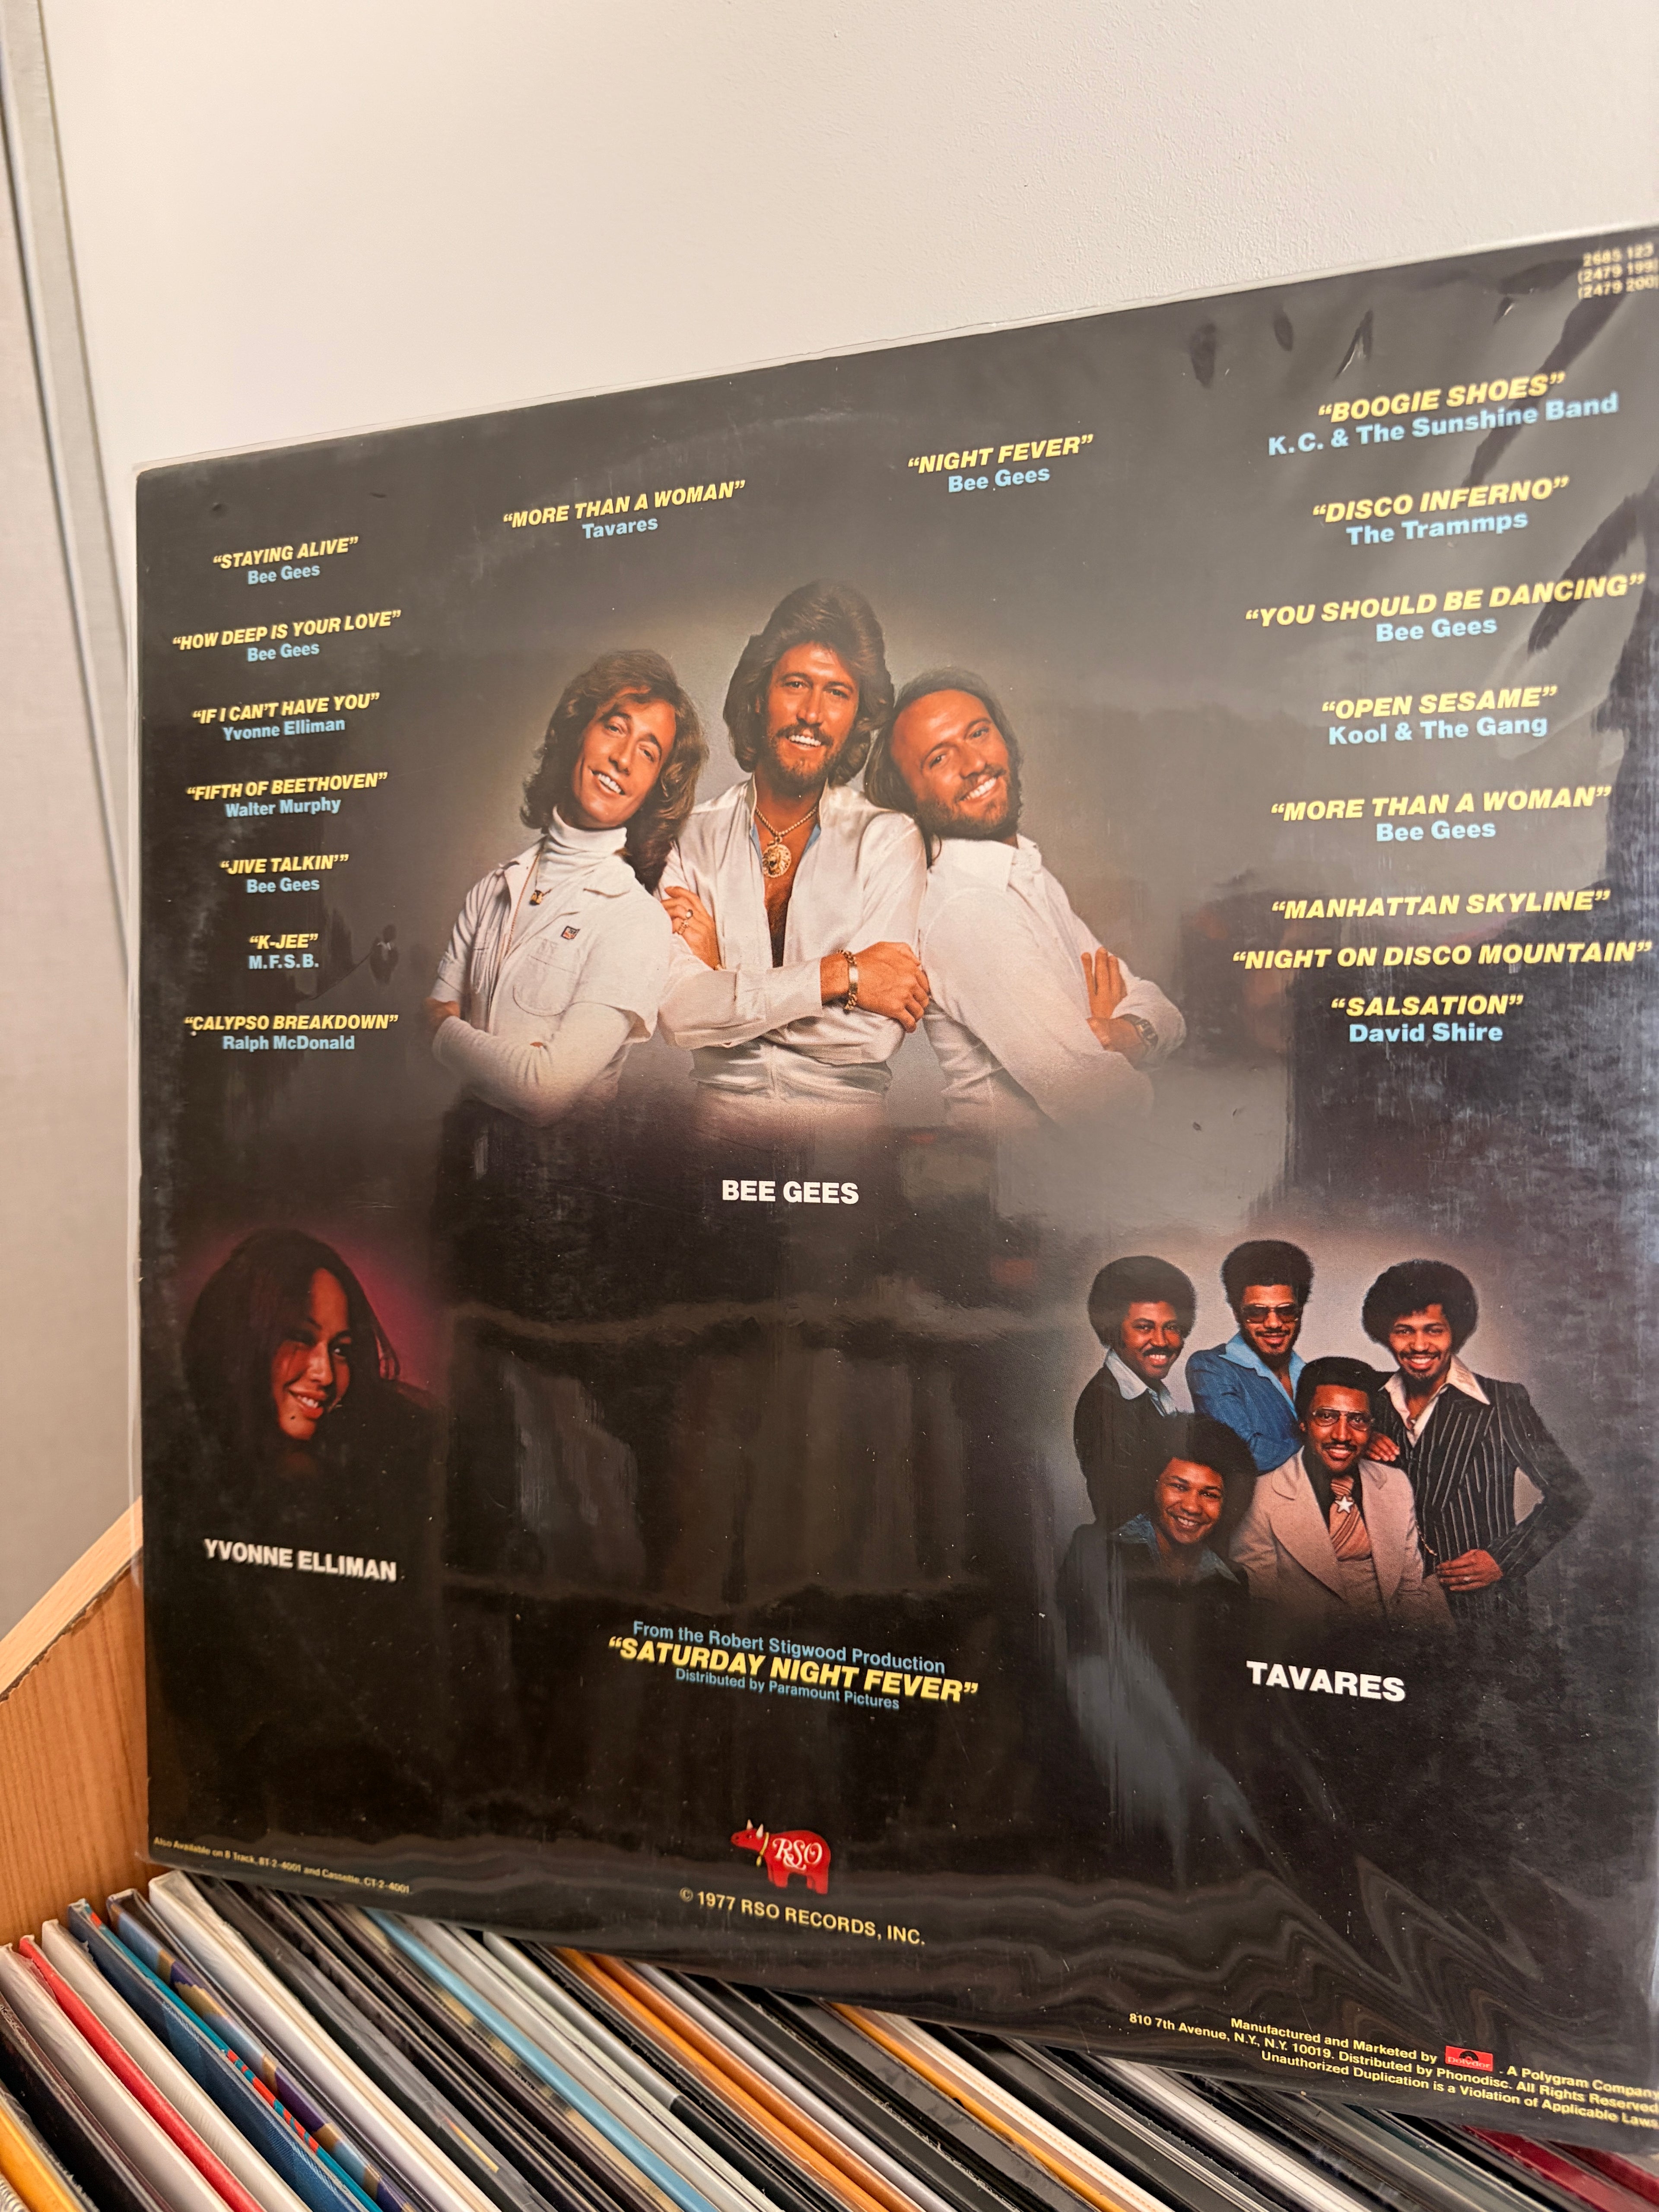 2685 123
(2479 199)
(2479 200)
“STAYING ALIVE”
Bee Gees
“HOW DEEP IS YOUR LOVE”
Bee Gees
“IF I CAN’T HAVE YOU”
Yvonne Elliman
“FIFTH OF BEETHOVEN”
Walter Murphy
“JIVE TALKIN’”
Bee Gees
“K-JEE”
M.F.S.B.
“CALYPSO BREAKDOWN”
Ralph McDonald
“MORE THAN A WOMAN”
Tavares
“NIGHT FEVER”
Bee Gees
“BOOGIE SHOES”
K.C. & The Sunshine Band
“DISCO INFERNO”
The Trammps
“YOU SHOULD BE DANCING”
Bee Gees
“OPEN SESAME”
Kool & The Gang
“MORE THAN A WOMAN”
Bee Gees
“MANHATTAN SKYLINE”
“NIGHT ON DISCO MOUNTAIN”
“SALSATION”
David Shire
BEE GEES
YVONNE ELLIMAN
TAVARES
From the Robert Stigwood Production
“SATURDAY NIGHT FEVER”
Distributed by Paramount Pictures
RSO
© 1977 RSO RECORDS, INC.
Also Available on 8 Track, 8T-2-4001 and Cassette, CT-2-4001
Manufactured and Marketed by Polydor . A Polygram Company
810 7th Avenue, N.Y., N.Y. 10019. Distributed by Phonodisc. All Rights Reserved
Unauthorized Duplication is a Violation of Applicable Laws